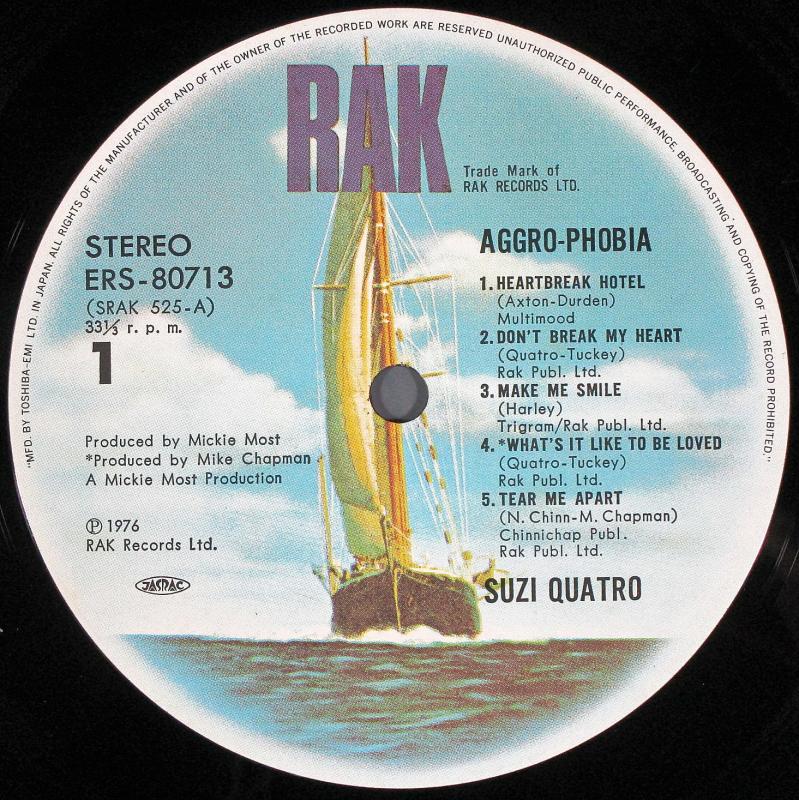 "MFD. BY TOSHIBA-EMI LTD. IN JAPAN. ALL RIGHTS OF THE MANUFACTURER AND OF THE OWNER OF THE RECORDED WORK ARE RESERVED UNAUTHORIZED PUBLIC PERFORMANCE, BROADCASTING AND COPYING OF THE RECORD PROHIBITED."
RAK
Trade Mark of
RAK RECORDS LTD.
STEREO
ERS-80713
(SRAK 525-A)
33⅓ r. p. m.
1
Produced by Mickie Most
*Produced by Mike Chapman
A Mickie Most Production
℗ 1976
RAK Records Ltd.
JASRAC
AGGRO-PHOBIA
1. HEARTBREAK HOTEL
(Axton-Durden)
Multimood
2. DON'T BREAK MY HEART
(Quatro-Tuckey)
Rak Publ. Ltd.
3. MAKE ME SMILE
(Harley)
Trigram/Rak Publ. Ltd.
4. *WHAT'S IT LIKE TO BE LOVED
(Quatro-Tuckey)
Rak Publ. Ltd.
5. TEAR ME APART
(N. Chinn-M. Chapman)
Chinnichap Publ.
Rak Publ. Ltd.
SUZI QUATRO